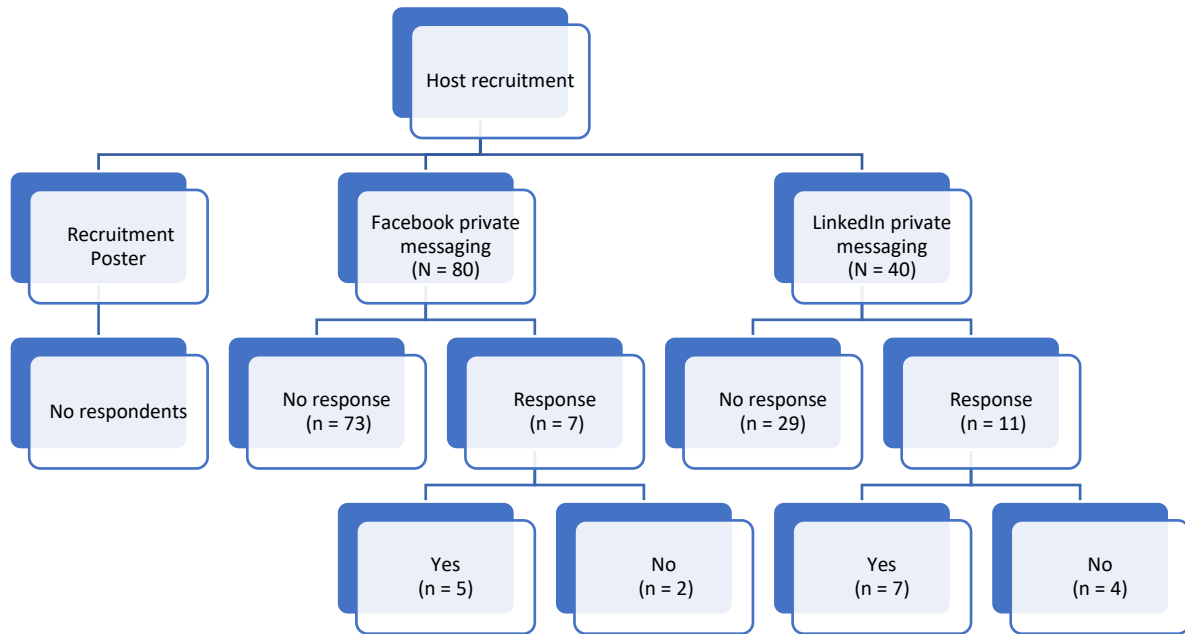 Host recruitment
Recruitment
Poster
Facebook private
messaging
(N = 80)
LinkedIn private
messaging
(N = 40)
No respondents
No response
(n = 73)
Response
(n = 7)
No response
(n = 29)
Response
(n = 11)
Yes
(n = 5)
No
(n = 2)
Yes
(n = 7)
No
(n = 4)